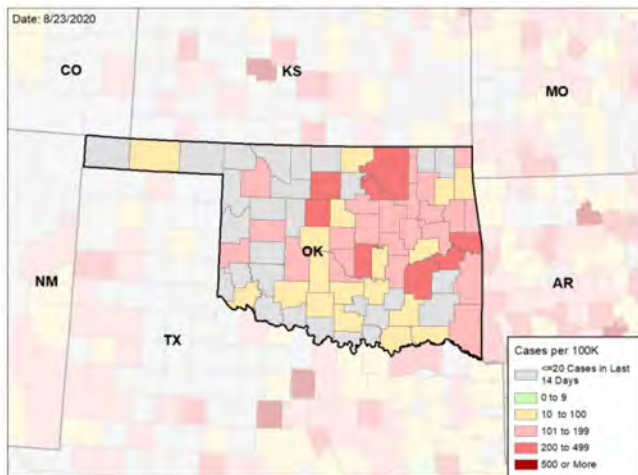 Date: 8/23/2020
CO
KS
MO
OK
NM
AR
TX
Cases per 100K
<=20 Cases in Last
14 Days
0 to 9
10 to 100
101 to 199
200 to 499
500 or More